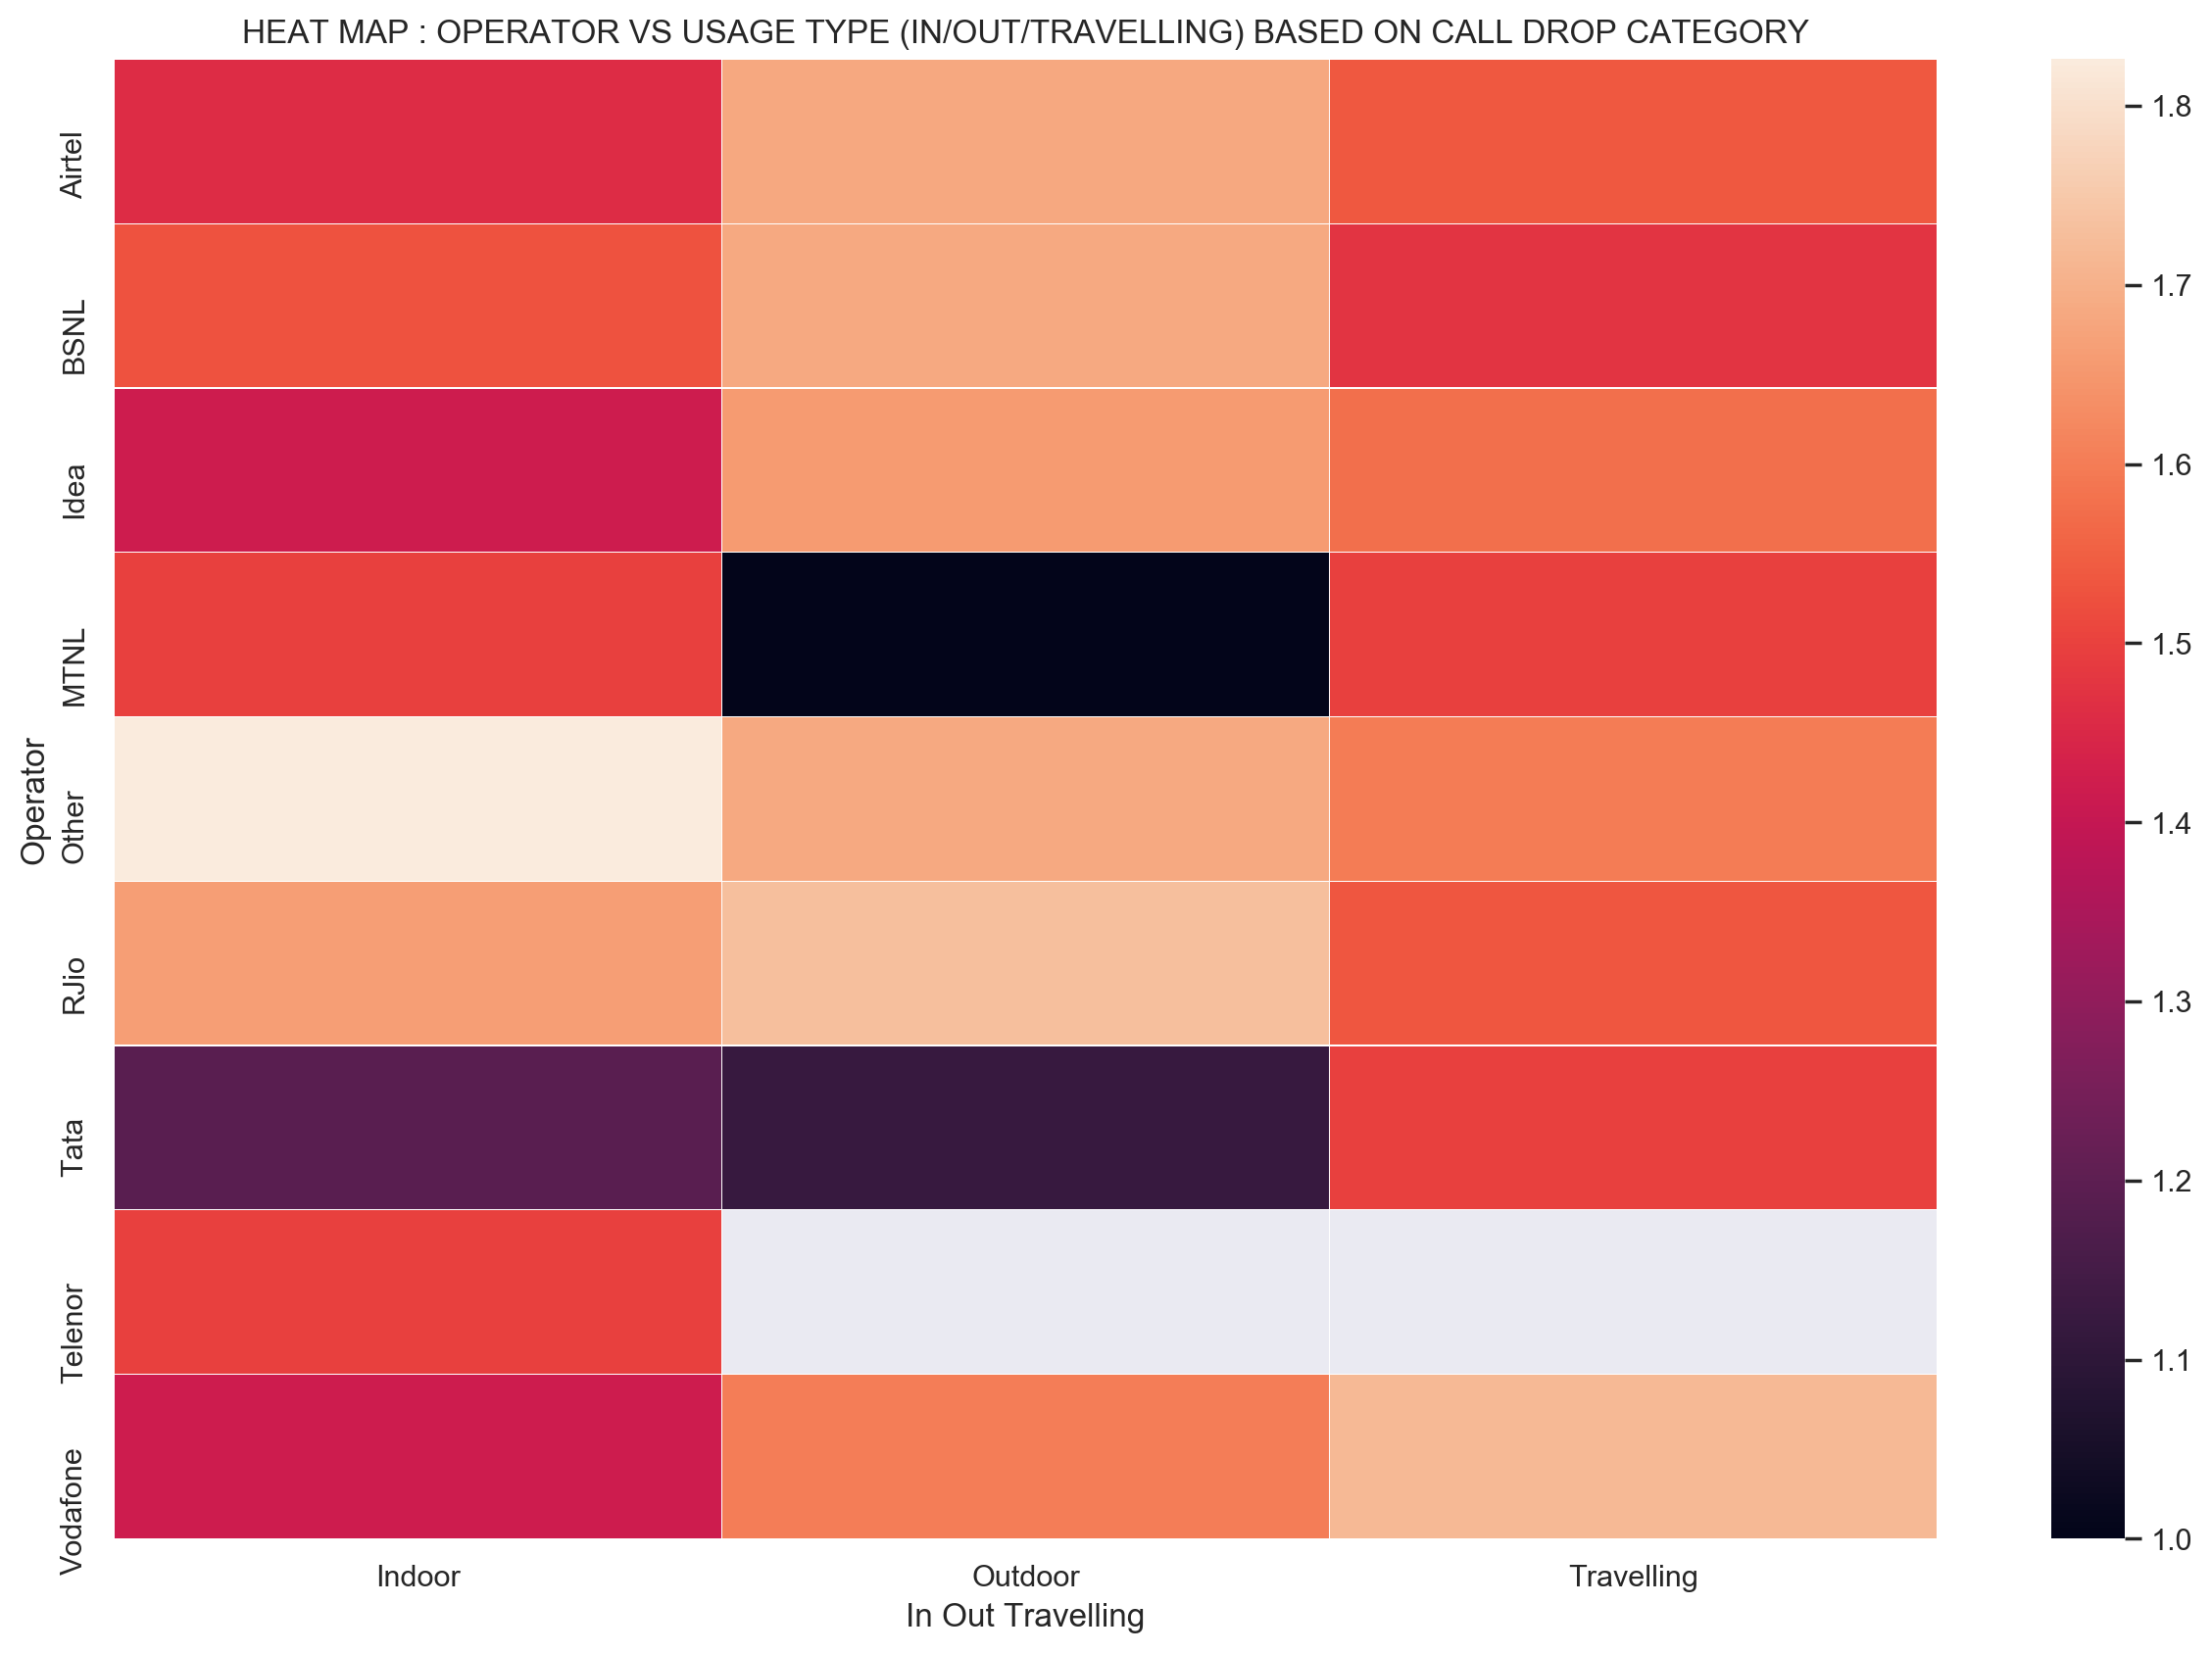 HEAT MAP : OPERATOR VS USAGE TYPE (IN/OUT/TRAVELLING) BASED ON CALL DROP CATEGORY
Operator
Airtel
BSNL
Idea
MTNL
Other
RJio
Tata
Telenor
Vodafone
Indoor
Outdoor
Travelling
In Out Travelling
1.8
1.7
1.6
1.5
1.4
1.3
1.2
1.1
1.0